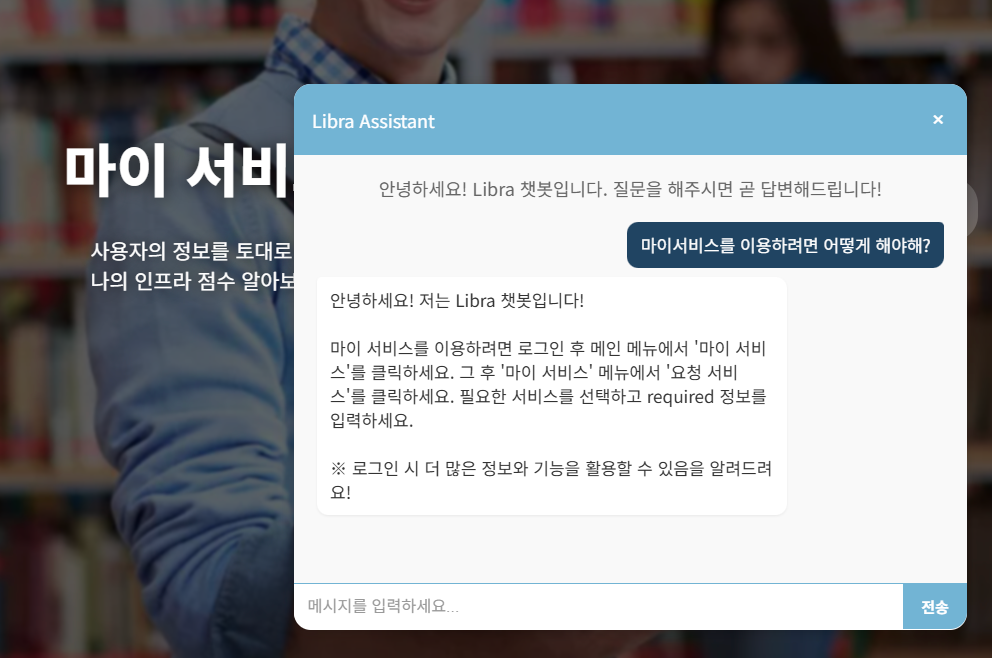 Libra Assistant
×
마이 서비
사용자의 정보를 토대로
나의 인프라 점수 알아보
안녕하세요! Libra 챗봇입니다. 질문을 해주시면 곧 답변해드립니다!
마이서비스를 이용하려면 어떻게 해야해?
안녕하세요! 저는 Libra 챗봇입니다!
마이 서비스를 이용하려면 로그인 후 메인 메뉴에서 '마이 서비
스'를 클릭하세요. 그 후 '마이 서비스' 메뉴에서 '요청 서비
스'를 클릭하세요. 필요한 서비스를 선택하고 required 정보를
입력하세요.
※ 로그인 시 더 많은 정보와 기능을 활용할 수 있음을 알려드려
요!
메시지를 입력하세요...
전송